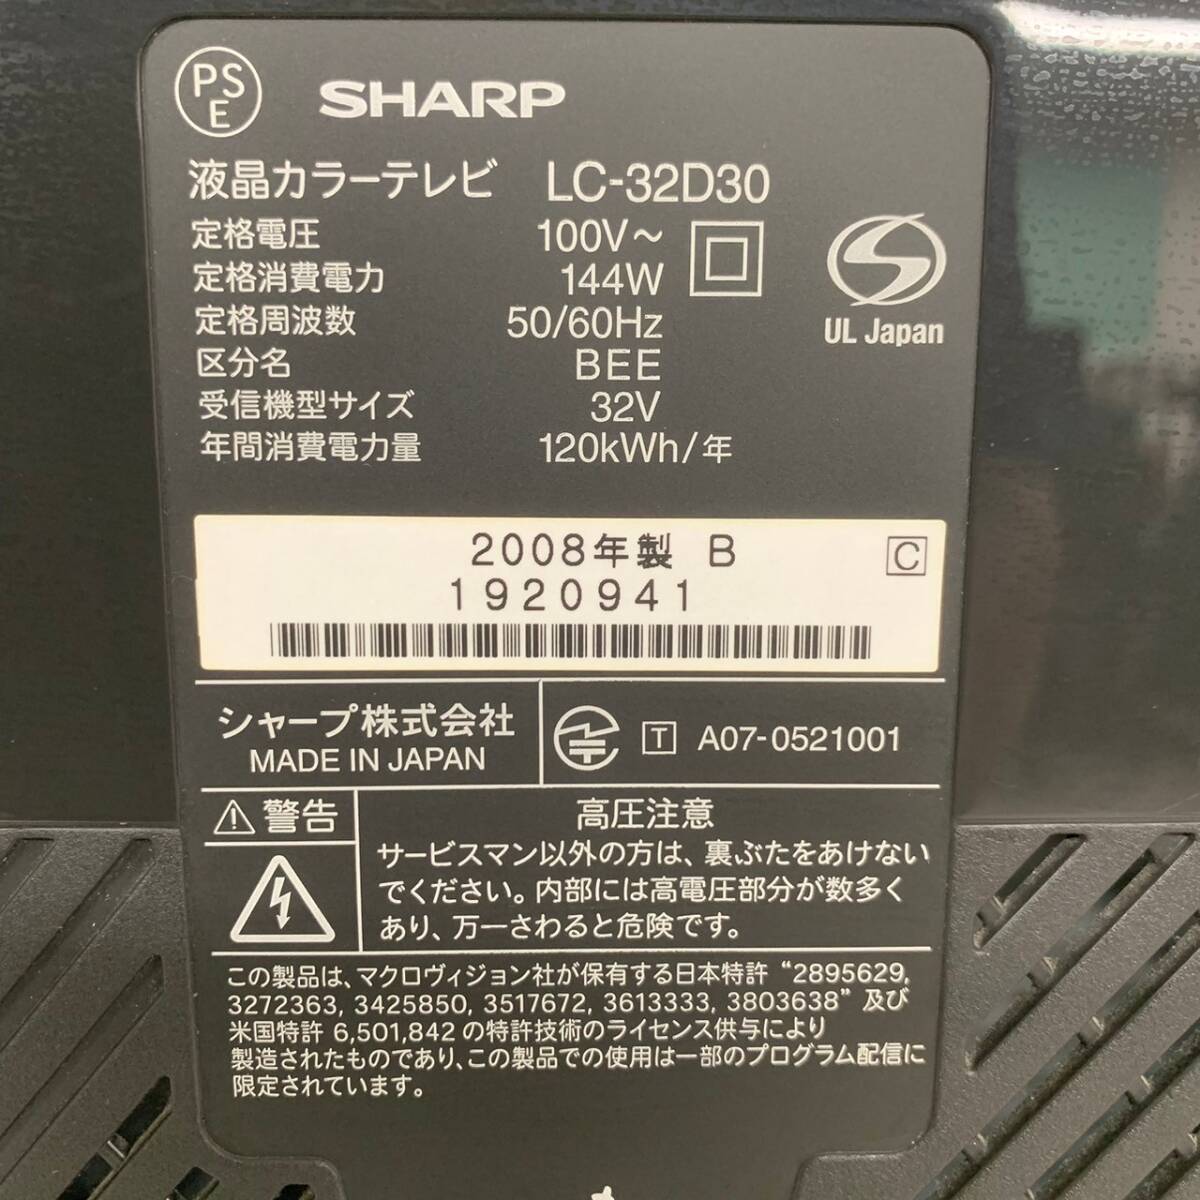 PS
E
SHARP
液晶カラーテレビ LC-32D30
定格電圧 100V～
定格消費電力 144W
定格周波数 50/60Hz
区分名 BEE
受信機型サイズ 32V
年間消費電力量 120kWh/年
UL Japan
2008年製 B
C
1920941
シャープ株式会社
MADE IN JAPAN
T A07-0521001
警告
高圧注意
サービスマン以外の方は、裏ぶたをあけない
でください。内部には高電圧部分が数多く
あり、万一さわると危険です。
この製品は、マクロヴィジョン社が保有する日本特許 “2895629,
3272363, 3425850, 3517672, 3613333, 3803638” 及び
米国特許 6,501,842 の特許技術のライセンス供与により
製造されたものであり、この製品での使用は一部のプログラム配信に
限定されています。